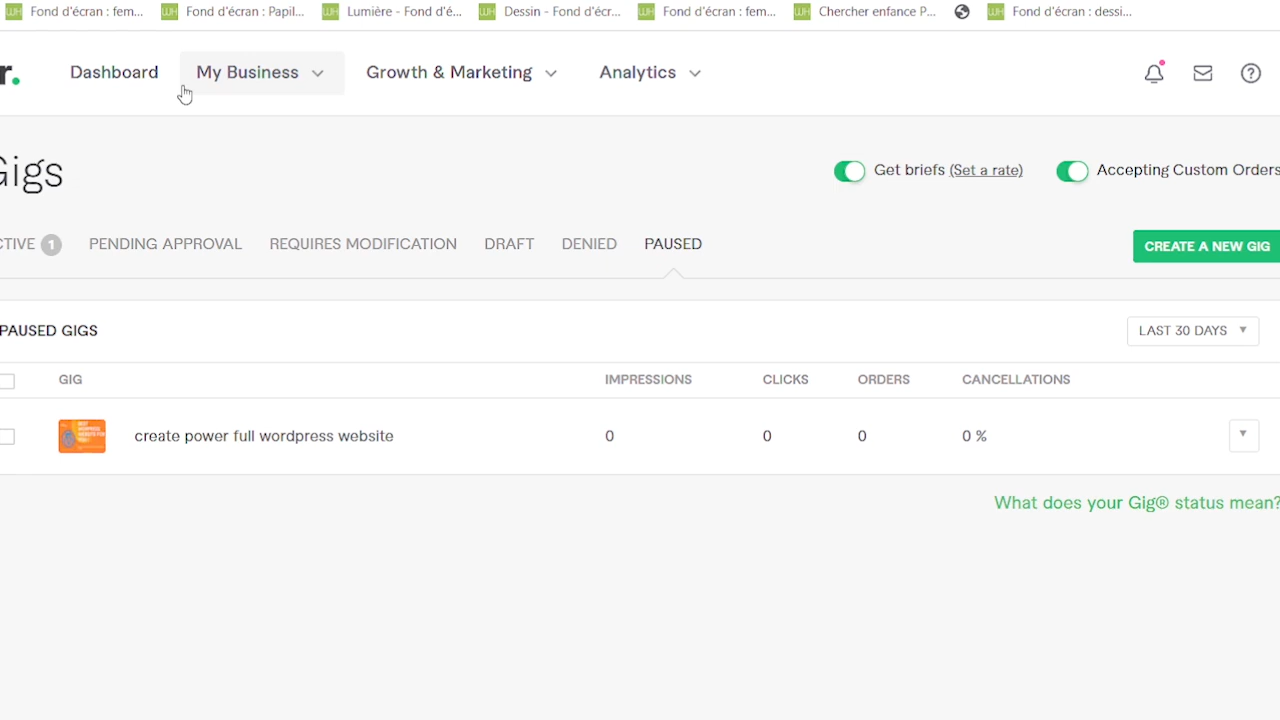 Fond d'écran : fem... Fond d'écran : Papil... Lumière - Fond d'é... Dessin - Fond d'écr... Fond d'écran : fem... Chercher enfance P... Fond d'écran : dessi...
r. Dashboard My Business Growth & Marketing Analytics
Gigs Get briefs (Set a rate) Accepting Custom Orders
CTIVE 1 PENDING APPROVAL REQUIRES MODIFICATION DRAFT DENIED PAUSED CREATE A NEW GIG
PAUSED GIGS LAST 30 DAYS
GIG IMPRESSIONS CLICKS ORDERS CANCELLATIONS
create power full wordpress website 0 0 0 0 %
What does your Gig® status mean?